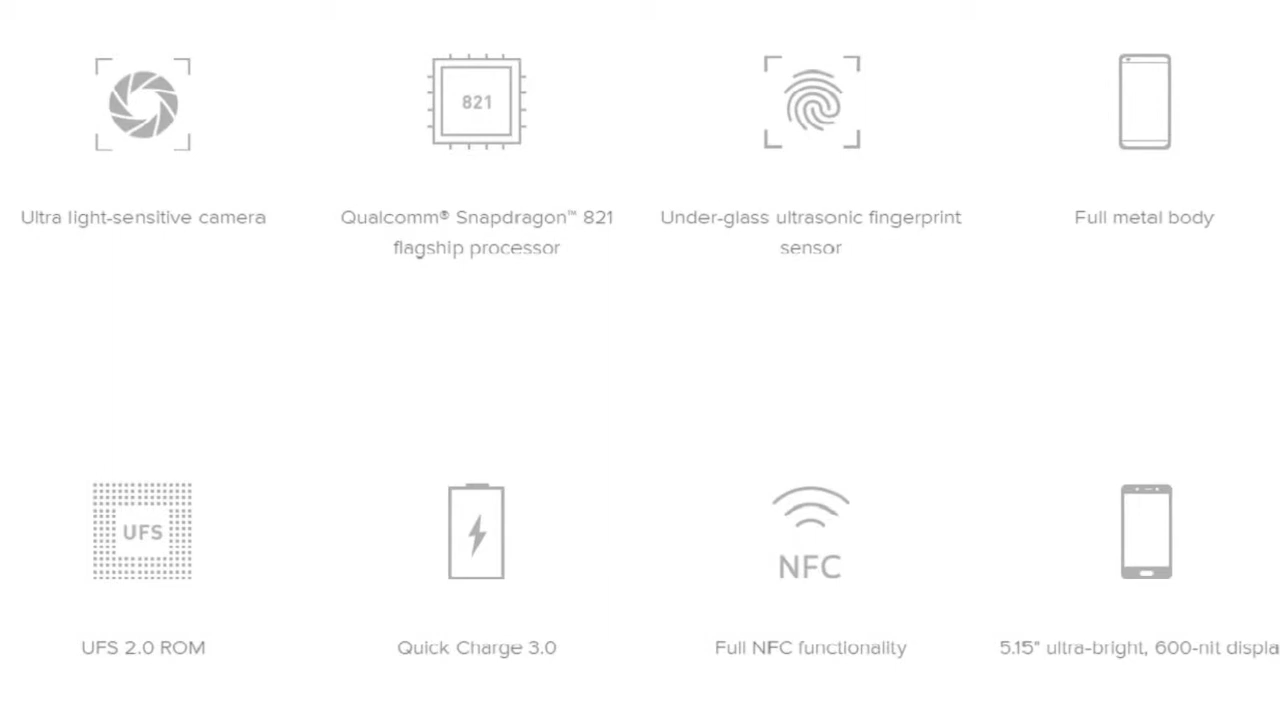 821
Ultra light-sensitive camera
Qualcomm® Snapdragon™ 821
flagship processor
Under-glass ultrasonic fingerprint
sensor
Full metal body
UFS
NFC
UFS 2.0 ROM
Quick Charge 3.0
Full NFC functionality
5.15" ultra-bright, 600-nit displa